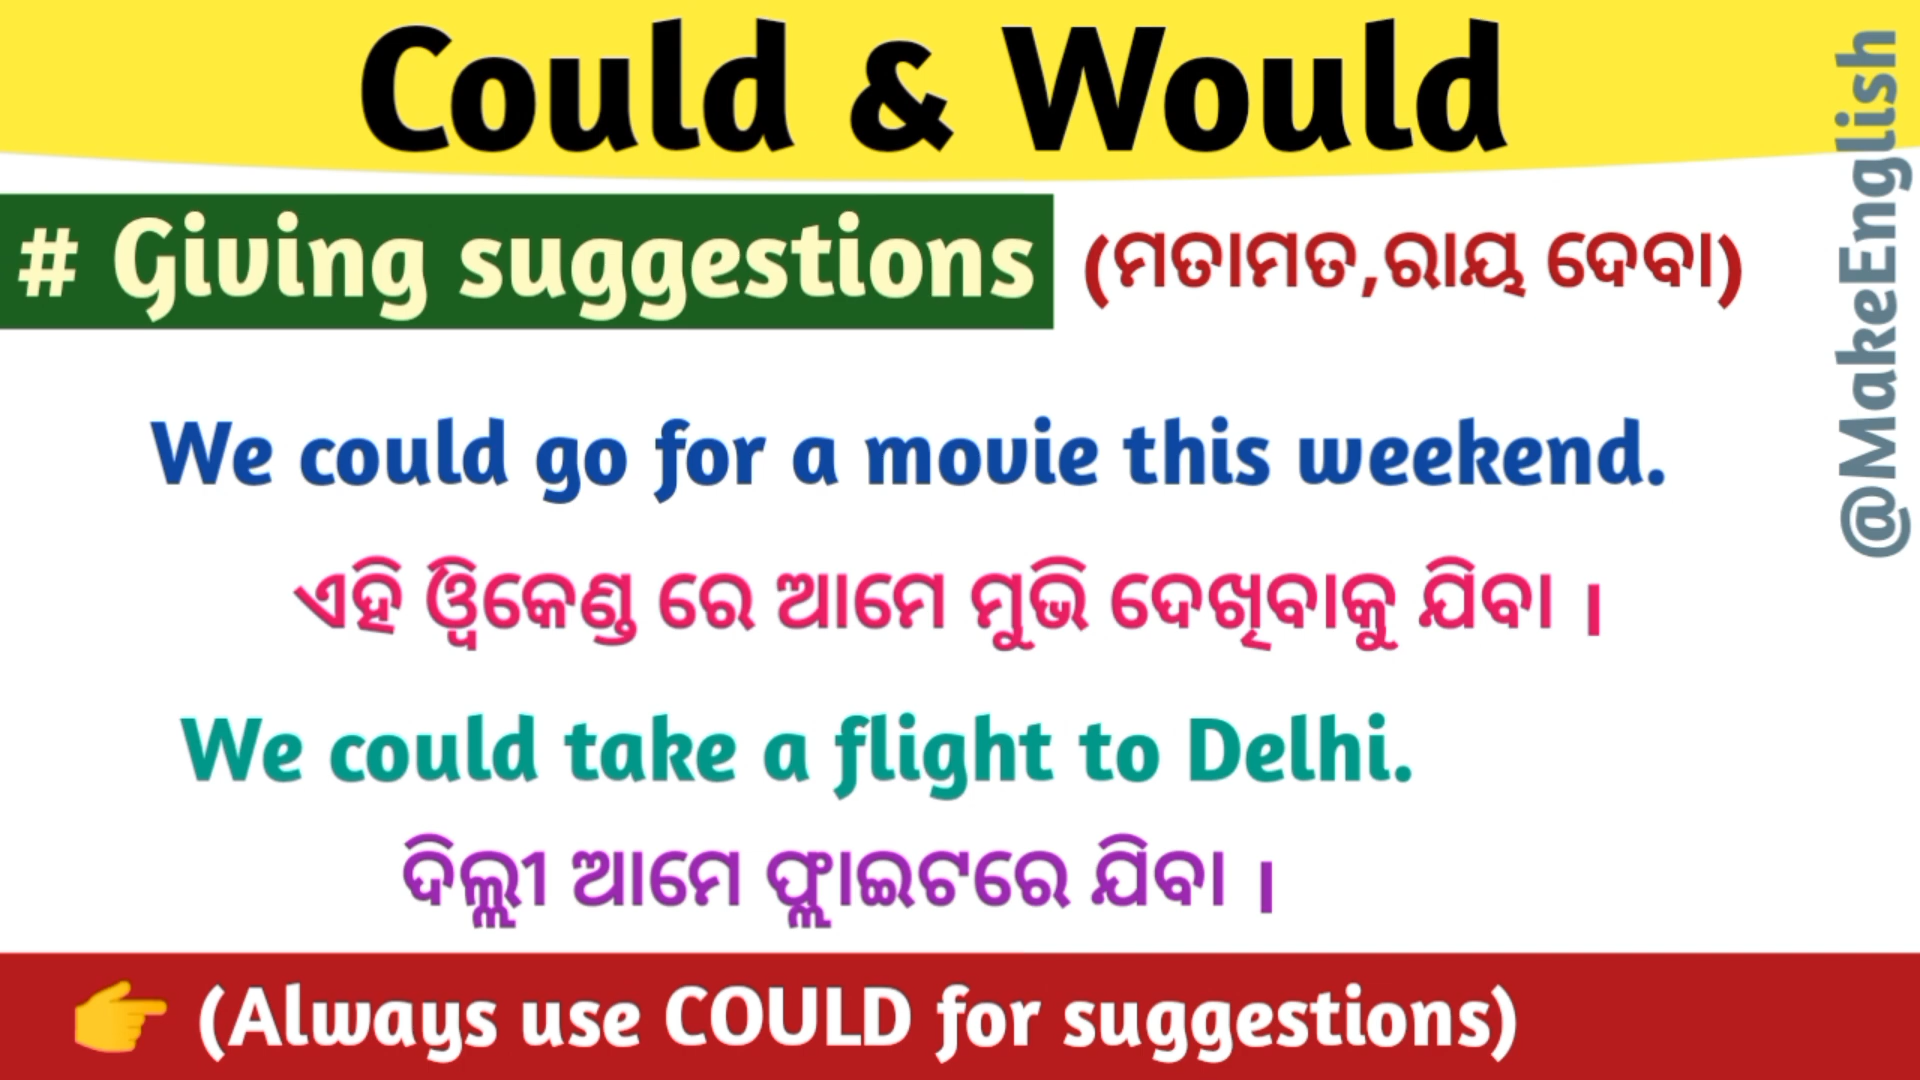 Could & Would
# Giving suggestions (ମତାମତ,ରାୟ ଦେବା)
We could go for a movie this weekend.
ଏହି ୱିକେଣ୍ଡ ରେ ଆମେ ମୁଭି ଦେଖିବାକୁ ଯିବା ।
We could take a flight to Delhi.
ଦିଲ୍ଲୀ ଆମେ ଫ୍ଲାଇଟରେ ଯିବା ।
👉 (Always use COULD for suggestions)
@MakeEnglish